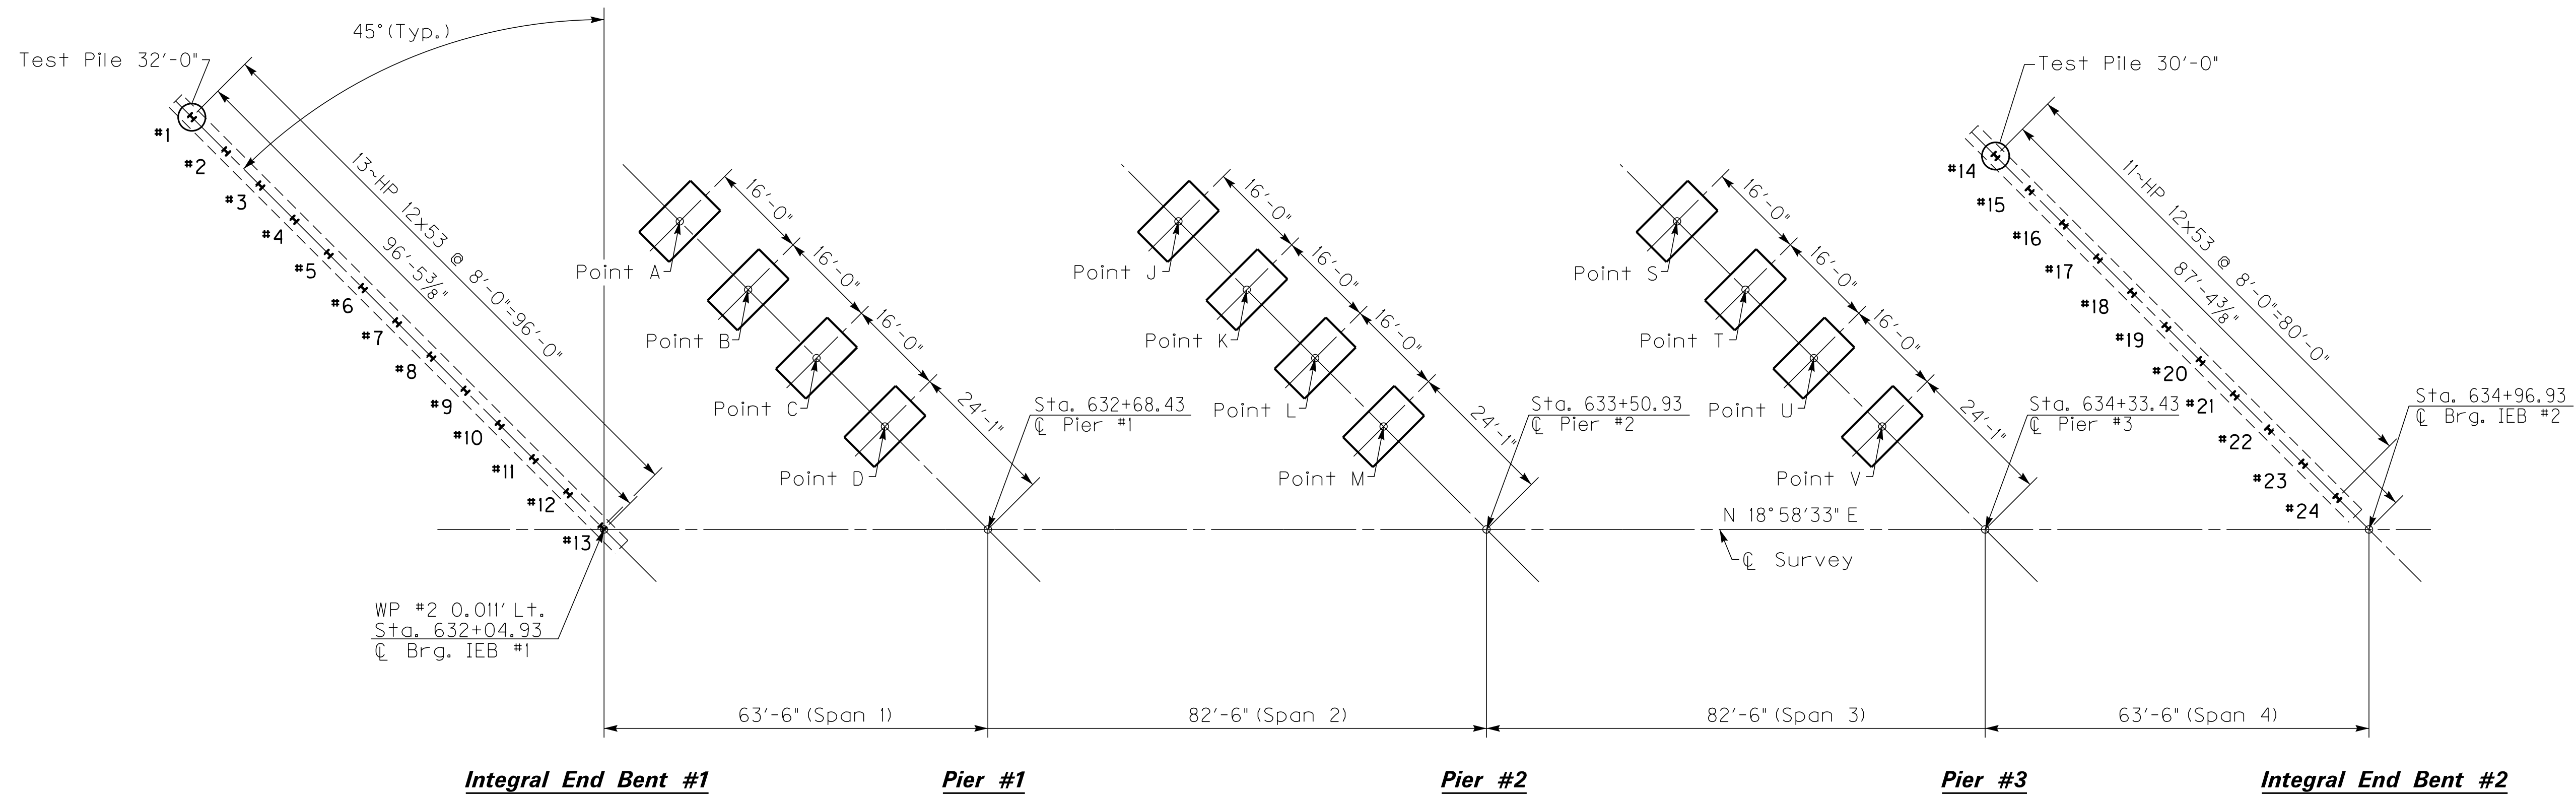 45°(Typ.)
Test Pile 32'-0"
#1
#2
#3
#4
#5
#6
#7
#8
#9
#10
#11
#12
#13
13~HP 12x53 @ 8'-0"=96'-0"
96'-5 3/8"
WP #2 0.011' Lt.
Sta. 632+04.93
℄ Brg. IEB #1
Point A
Point B
Point C
Point D
16'-0"
16'-0"
16'-0"
24'-1"
Sta. 632+68.43
℄ Pier #1
Point J
Point K
Point L
Point M
16'-0"
16'-0"
16'-0"
24'-1"
Sta. 633+50.93
℄ Pier #2
Point S
Point T
Point U
Point V
16'-0"
16'-0"
16'-0"
24'-1"
Sta. 634+33.43
℄ Pier #3
N 18°58'33" E
℄ Survey
Test Pile 30'-0"
#14
#15
#16
#17
#18
#19
#20
#21
#22
#23
#24
11~HP 12x53 @ 8'-0"=80'-0"
87'-4 3/8"
Sta. 634+96.93
℄ Brg. IEB #2
63'-6" (Span 1)
82'-6" (Span 2)
82'-6" (Span 3)
63'-6" (Span 4)
Integral End Bent #1
Pier #1
Pier #2
Pier #3
Integral End Bent #2